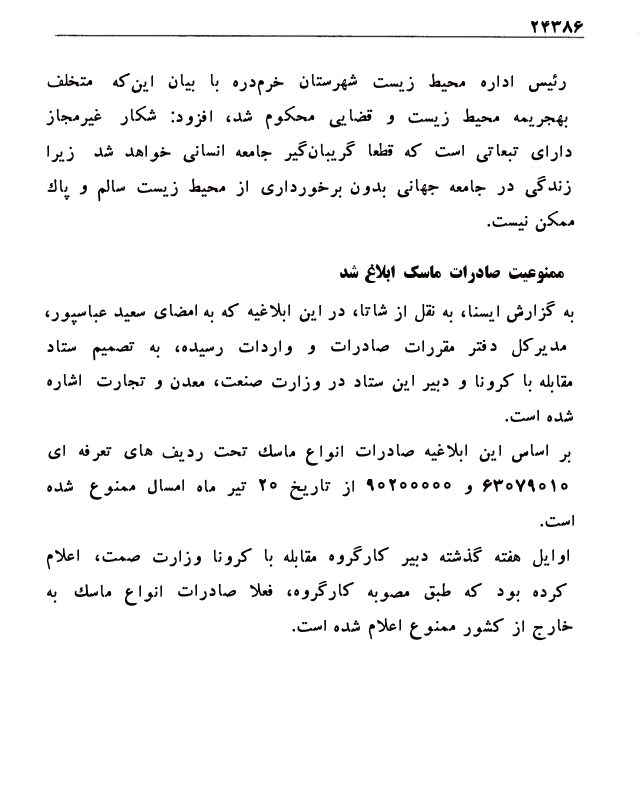 ۲۴۳۸۶
رئیس اداره محیط زیست شهرستان خرم‌دره با بیان این‌که متخلف
بهجریمه محیط زیست و قضایی محکوم شد، افزود: شکار غیرمجاز
دارای تبعاتی است که قطعا گریبان‌گیر جامعه انسانی خواهد شد زیرا
زندگی در جامعه جهانی بدون برخورداری از محیط زیست سالم و پاك
ممکن نیست.
ممنوعیت صادرات ماسک ابلاغ شد
به گزارش ایسنا، به نقل از شاتا، در این ابلاغیه که به امضای سعید عباسپور،
مدیرکل دفتر مقررات صادرات و واردات رسیده، به تصمیم ستاد
مقابله با کرونا و دبیر این ستاد در وزارت صنعت، معدن و تجارت اشاره
شده است.
بر اساس این ابلاغیه صادرات انواع ماسك تحت ردیف های تعرفه ای
۶۳۰۷۹۰۱۰ و ۹۰۲۰۰۰۰۰ از تاریخ ۲۰ تیر ماه امسال ممنوع شده
است.
اوایل هفته گذشته دبیر کارگروه مقابله با کرونا وزارت صمت، اعلام
کرده بود که طبق مصوبه کارگروه، فعلا صادرات انواع ماسك به
خارج از کشور ممنوع اعلام شده است.